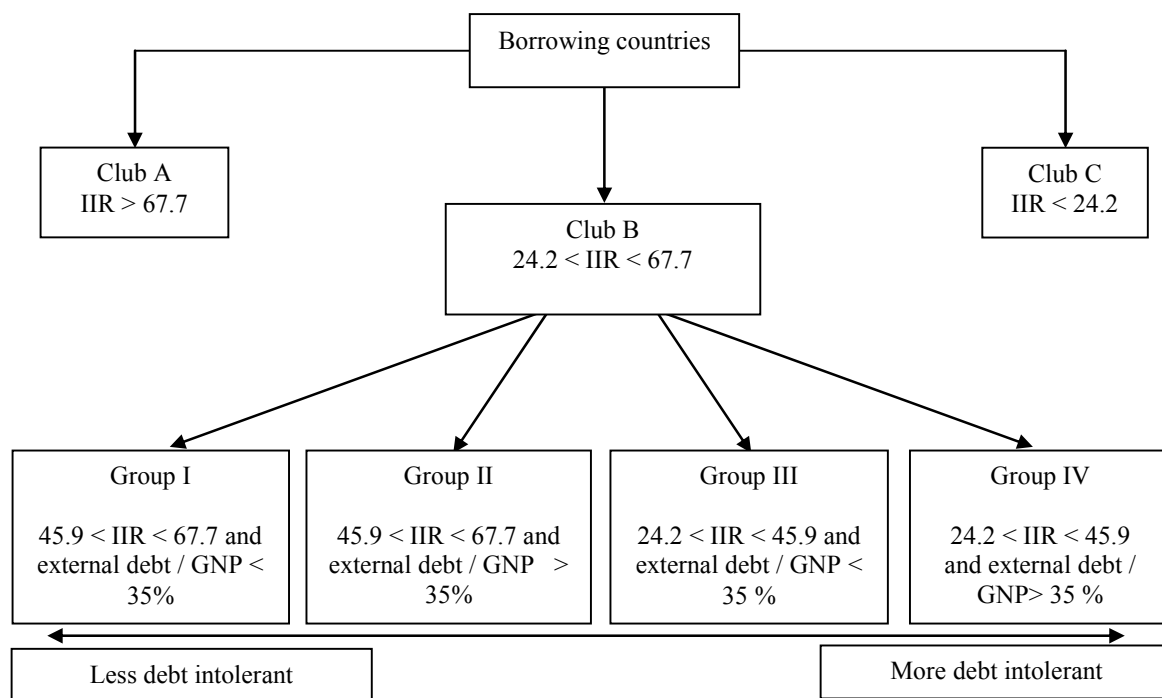 Borrowing countries
Club A
IIR > 67.7
Club C
IIR < 24.2
Club B
24.2 < IIR < 67.7
Group I
45.9 < IIR < 67.7 and
external debt / GNP <
35%
Group II
45.9 < IIR < 67.7 and
external debt / GNP >
35%
Group III
24.2 < IIR < 45.9 and
external debt / GNP <
35 %
Group IV
24.2 < IIR < 45.9
and external debt /
GNP> 35 %
Less debt intolerant
More debt intolerant